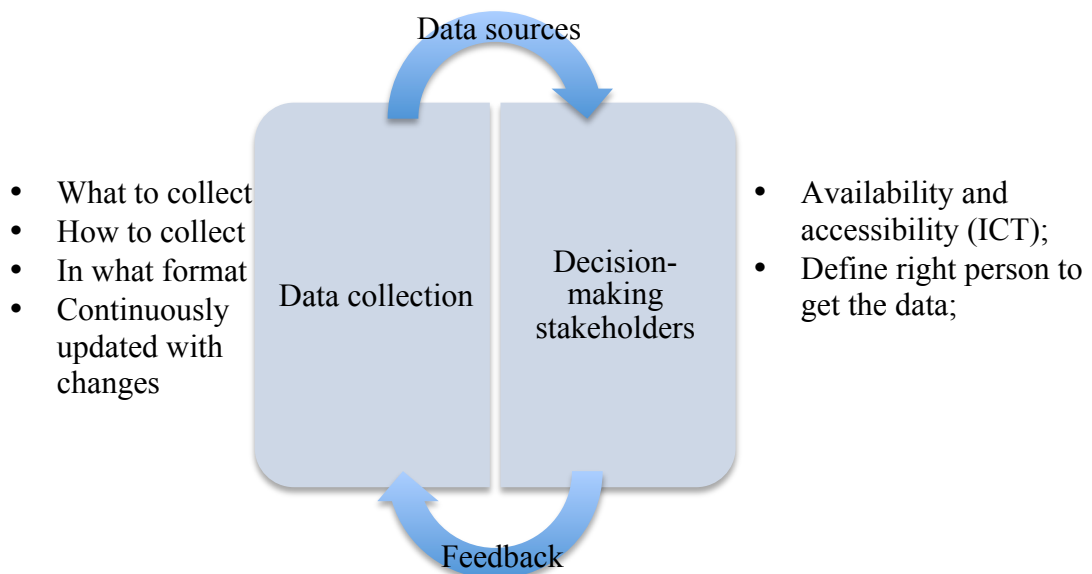 Data sources
• What to collect
• How to collect
• In what format
• Continuously
updated with
changes
Data collection
Decision-
making
stakeholders
• Availability and
accessibility (ICT);
• Define right person to
get the data;
Feedback